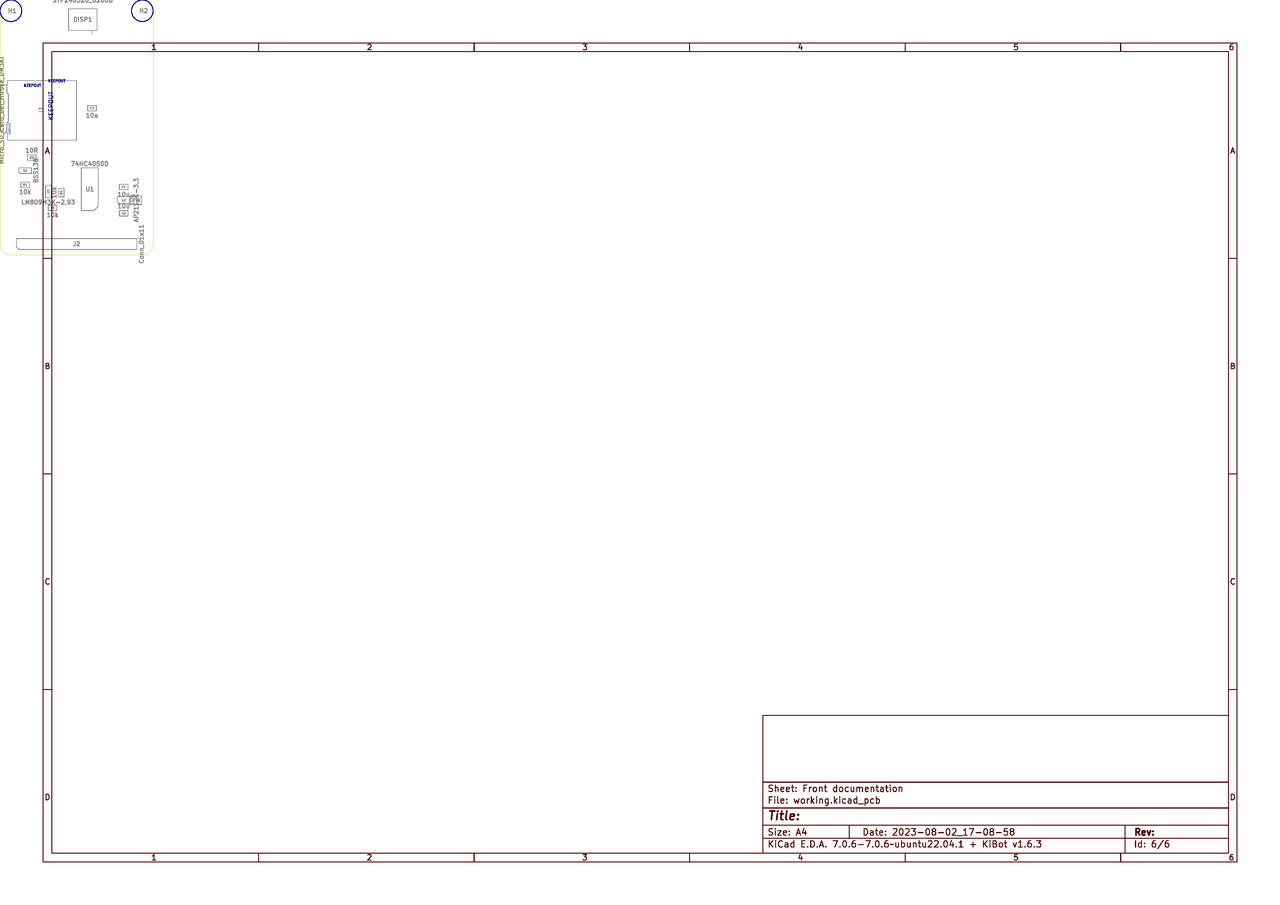 H1
H2
DISP1
1
2
3
4
5
6
KEEPOUT
KEEPOUT
KEEPOUT
J1
10u
A
A
10R
BSS138
74HC4050D
U1
10k
10k
LM809M3X-2.93
10k
10u
10u
AP2112K-3.3
J2
Conn_01x11
B
B
C
C
D
D
Sheet: Front documentation
File: working.kicad_pcb
Title:
Size: A4
Date: 2023-08-02_17-08-58
Rev:
KiCad E.D.A. 7.0.6-7.0.6~ubuntu22.04.1 + KiBot v1.6.3
Id: 6/6
1
2
3
4
5
6